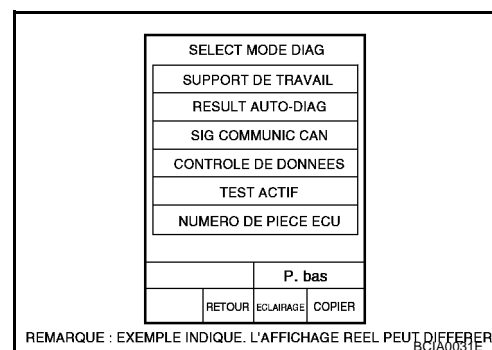 SELECT MODE DIAG
SUPPORT DE TRAVAIL
RESULT AUTO-DIAG
SIG COMMUNIC CAN
CONTROLE DE DONNEES
TEST ACTIF
NUMERO DE PIECE ECU
P. bas
RETOUR ECLAIRAGE COPIER
REMARQUE : EXEMPLE INDIQUE. L'AFFICHAGE REEL PEUT DIFFERER
BCIA0031E